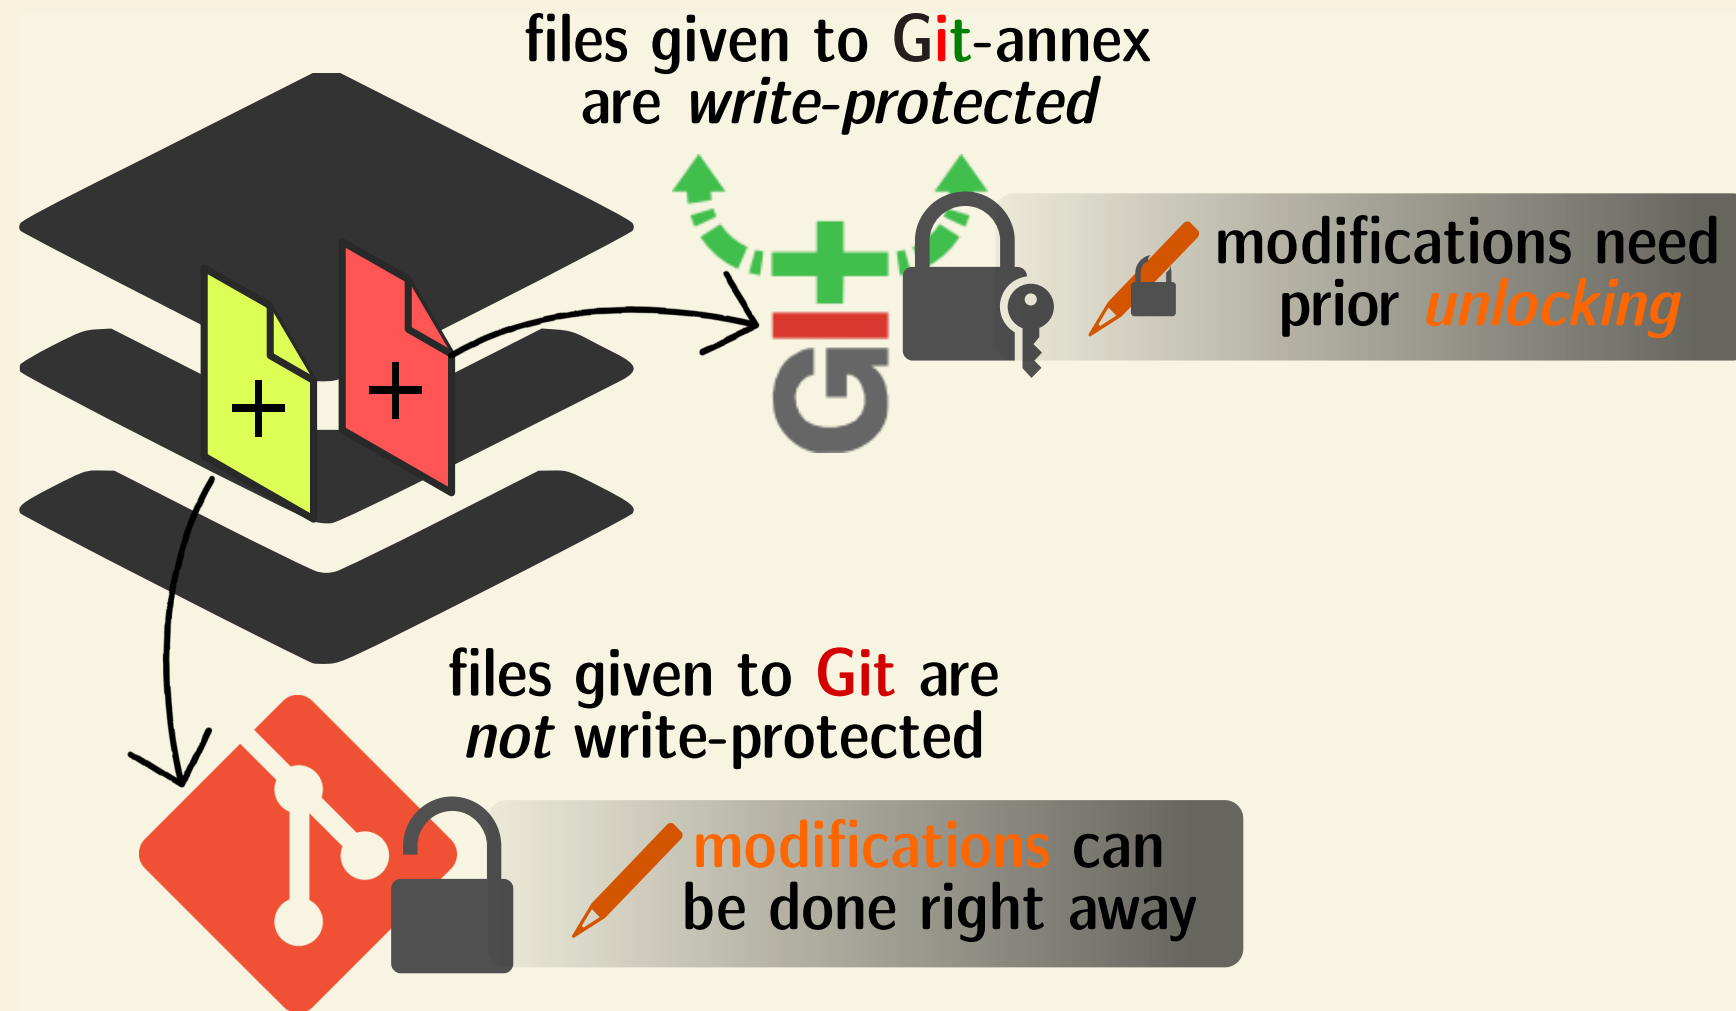 files given to Git-annex
are write-protected
git
modifications need
prior unlocking
files given to Git are
not write-protected
modifications can
be done right away